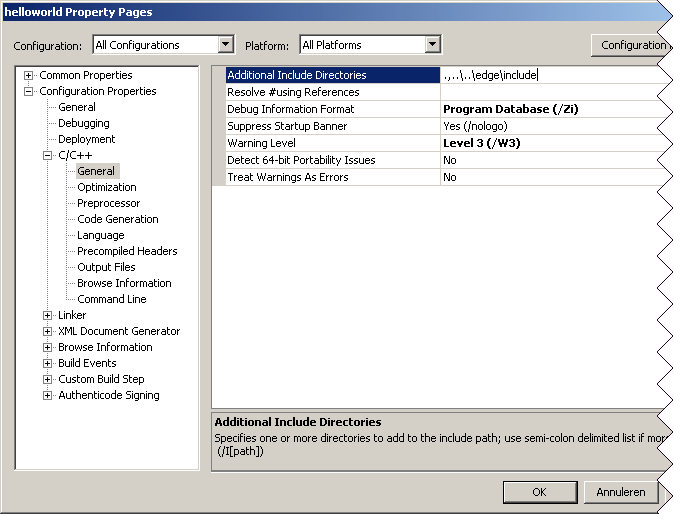 helloworld Property Pages
Configuration: All Configurations Platform: All Platforms Configuration
Common Properties
Configuration Properties
General
Debugging
Deployment
C/C++
General
Optimization
Preprocessor
Code Generation
Language
Precompiled Headers
Output Files
Browse Information
Command Line
Linker
XML Document Generator
Browse Information
Build Events
Custom Build Step
Authenticode Signing
Additional Include Directories .,..\..\edge\include
Resolve #using References
Debug Information Format Program Database (/Zi)
Suppress Startup Banner Yes (/nologo)
Warning Level Level 3 (/W3)
Detect 64-bit Portability Issues No
Treat Warnings As Errors No
Additional Include Directories
Specifies one or more directories to add to the include path; use semi-colon delimited list if mor
(/I[path])
OK Annuleren